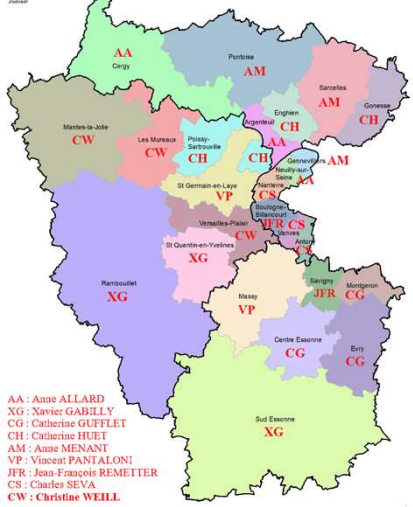 AA
Cergy
Pontoise
AM
Sarcelles
AM
Gonesse
CH
Enghien
CH
Argenteuil
AA
Mantes-la-Jolie
CW
Les Mureaux
CW
Poissy-
Sartrouville
CH
CH
Gennevilliers
AM
Neuilly-sur-
Seine
AA
Nanterre
CS
St Germain-en-Laye
VP
Boulogne-
Billancourt
JFR
CS
Vanves
Antony
CS
Versailles-Plaisir
CW
St Quentin-en-Yvelines
XG
Rambouillet
XG
Massy
VP
Savigny
JFR
Montgeron
CG
Centre Essonne
CG
Evry
CG
Sud Essonne
XG
AA : Anne ALLARD
XG : Xavier GABILLY
CG : Catherine GUFFLET
CH : Catherine HUET
AM : Anne MENANT
VP : Vincent PANTALONI
JFR : Jean-François REMETTER
CS : Charles SEVA
CW : Christine WEILL